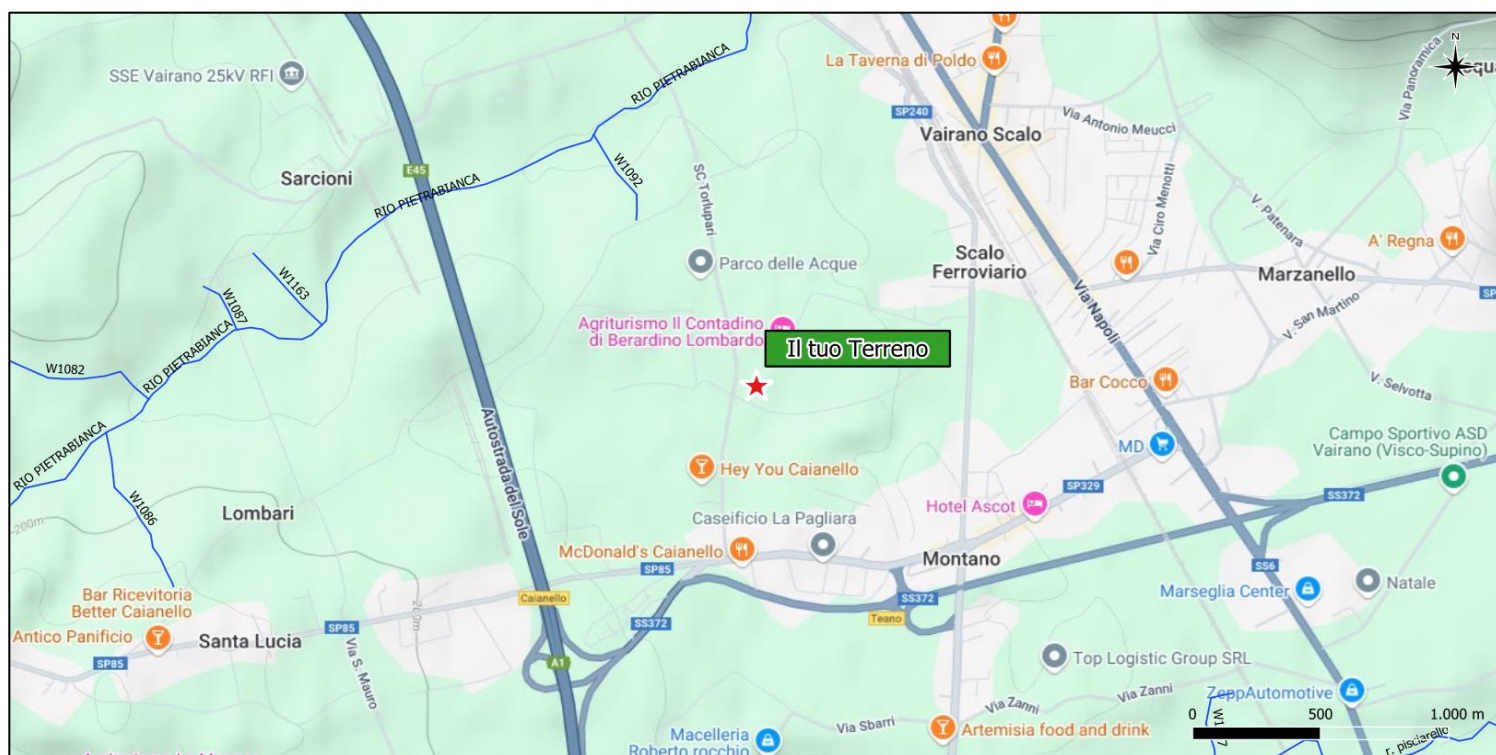 N
La Taverna di Poldo
SSE Vairano 25kV RFI
RIO PIETRABIANCA
Via Panoramica
SP240
Via Antonio Meucci
Vairano Scalo
E45
W1092
Sarcioni
SC Torlupari
Via Ciro Menotti
RIO PIETRABIANCA
V. Patenara
A' Regna
Scalo
Ferroviario
Parco delle Acque
Marzanello
W1163
W1087
Via Napoli
V. San Martino
Agriturismo Il Contadino
di Berardino Lombardo
Il tuo Terreno
RIO PIETRABIANCA
W1082
Bar Cocco
V. Selvotta
Autostrada del Sole
RIO PIETRABIANCA
MD
Campo Sportivo ASD
Vairano (Visco-Supino)
Hey You Caianello
SP329
SS372
W1086
Hotel Ascot
Lombari
200m
Caseificio La Pagliara
McDonald's Caianello
SP85
Montano
SS6
Bar Ricevitoria
Better Caianello
Caianello
SS372
Marseglia Center
Natale
200m
Teano
Antico Panificio
Santa Lucia
SP85
SS372
SP85
Via S. Mauro
A1
Top Logistic Group SRL
ZeppAutomotive
Via Zanni
Via Zanni
0 500 1.000 m
Via Sbarri
Artemisia food and drink
Macelleria
Roberto rocchio
r. pisciarello